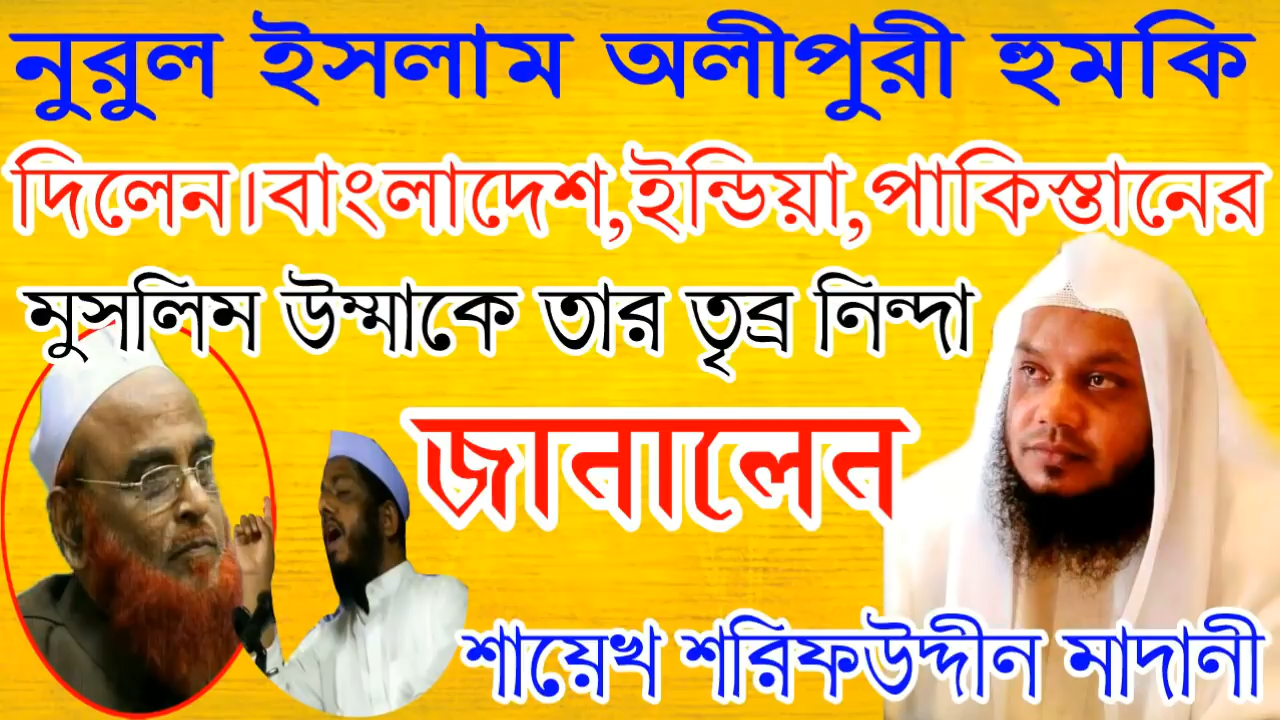 নুরুল ইসলাম অলীপুরী হুমকি
দিলেন।বাংলাদেশ,ইন্ডিয়া,পাকিস্তানের
মুসলিম উম্মাকে তার তৃব্র নিন্দা
জানালেন
শায়েখ শরিফউদ্দীন মাদানী